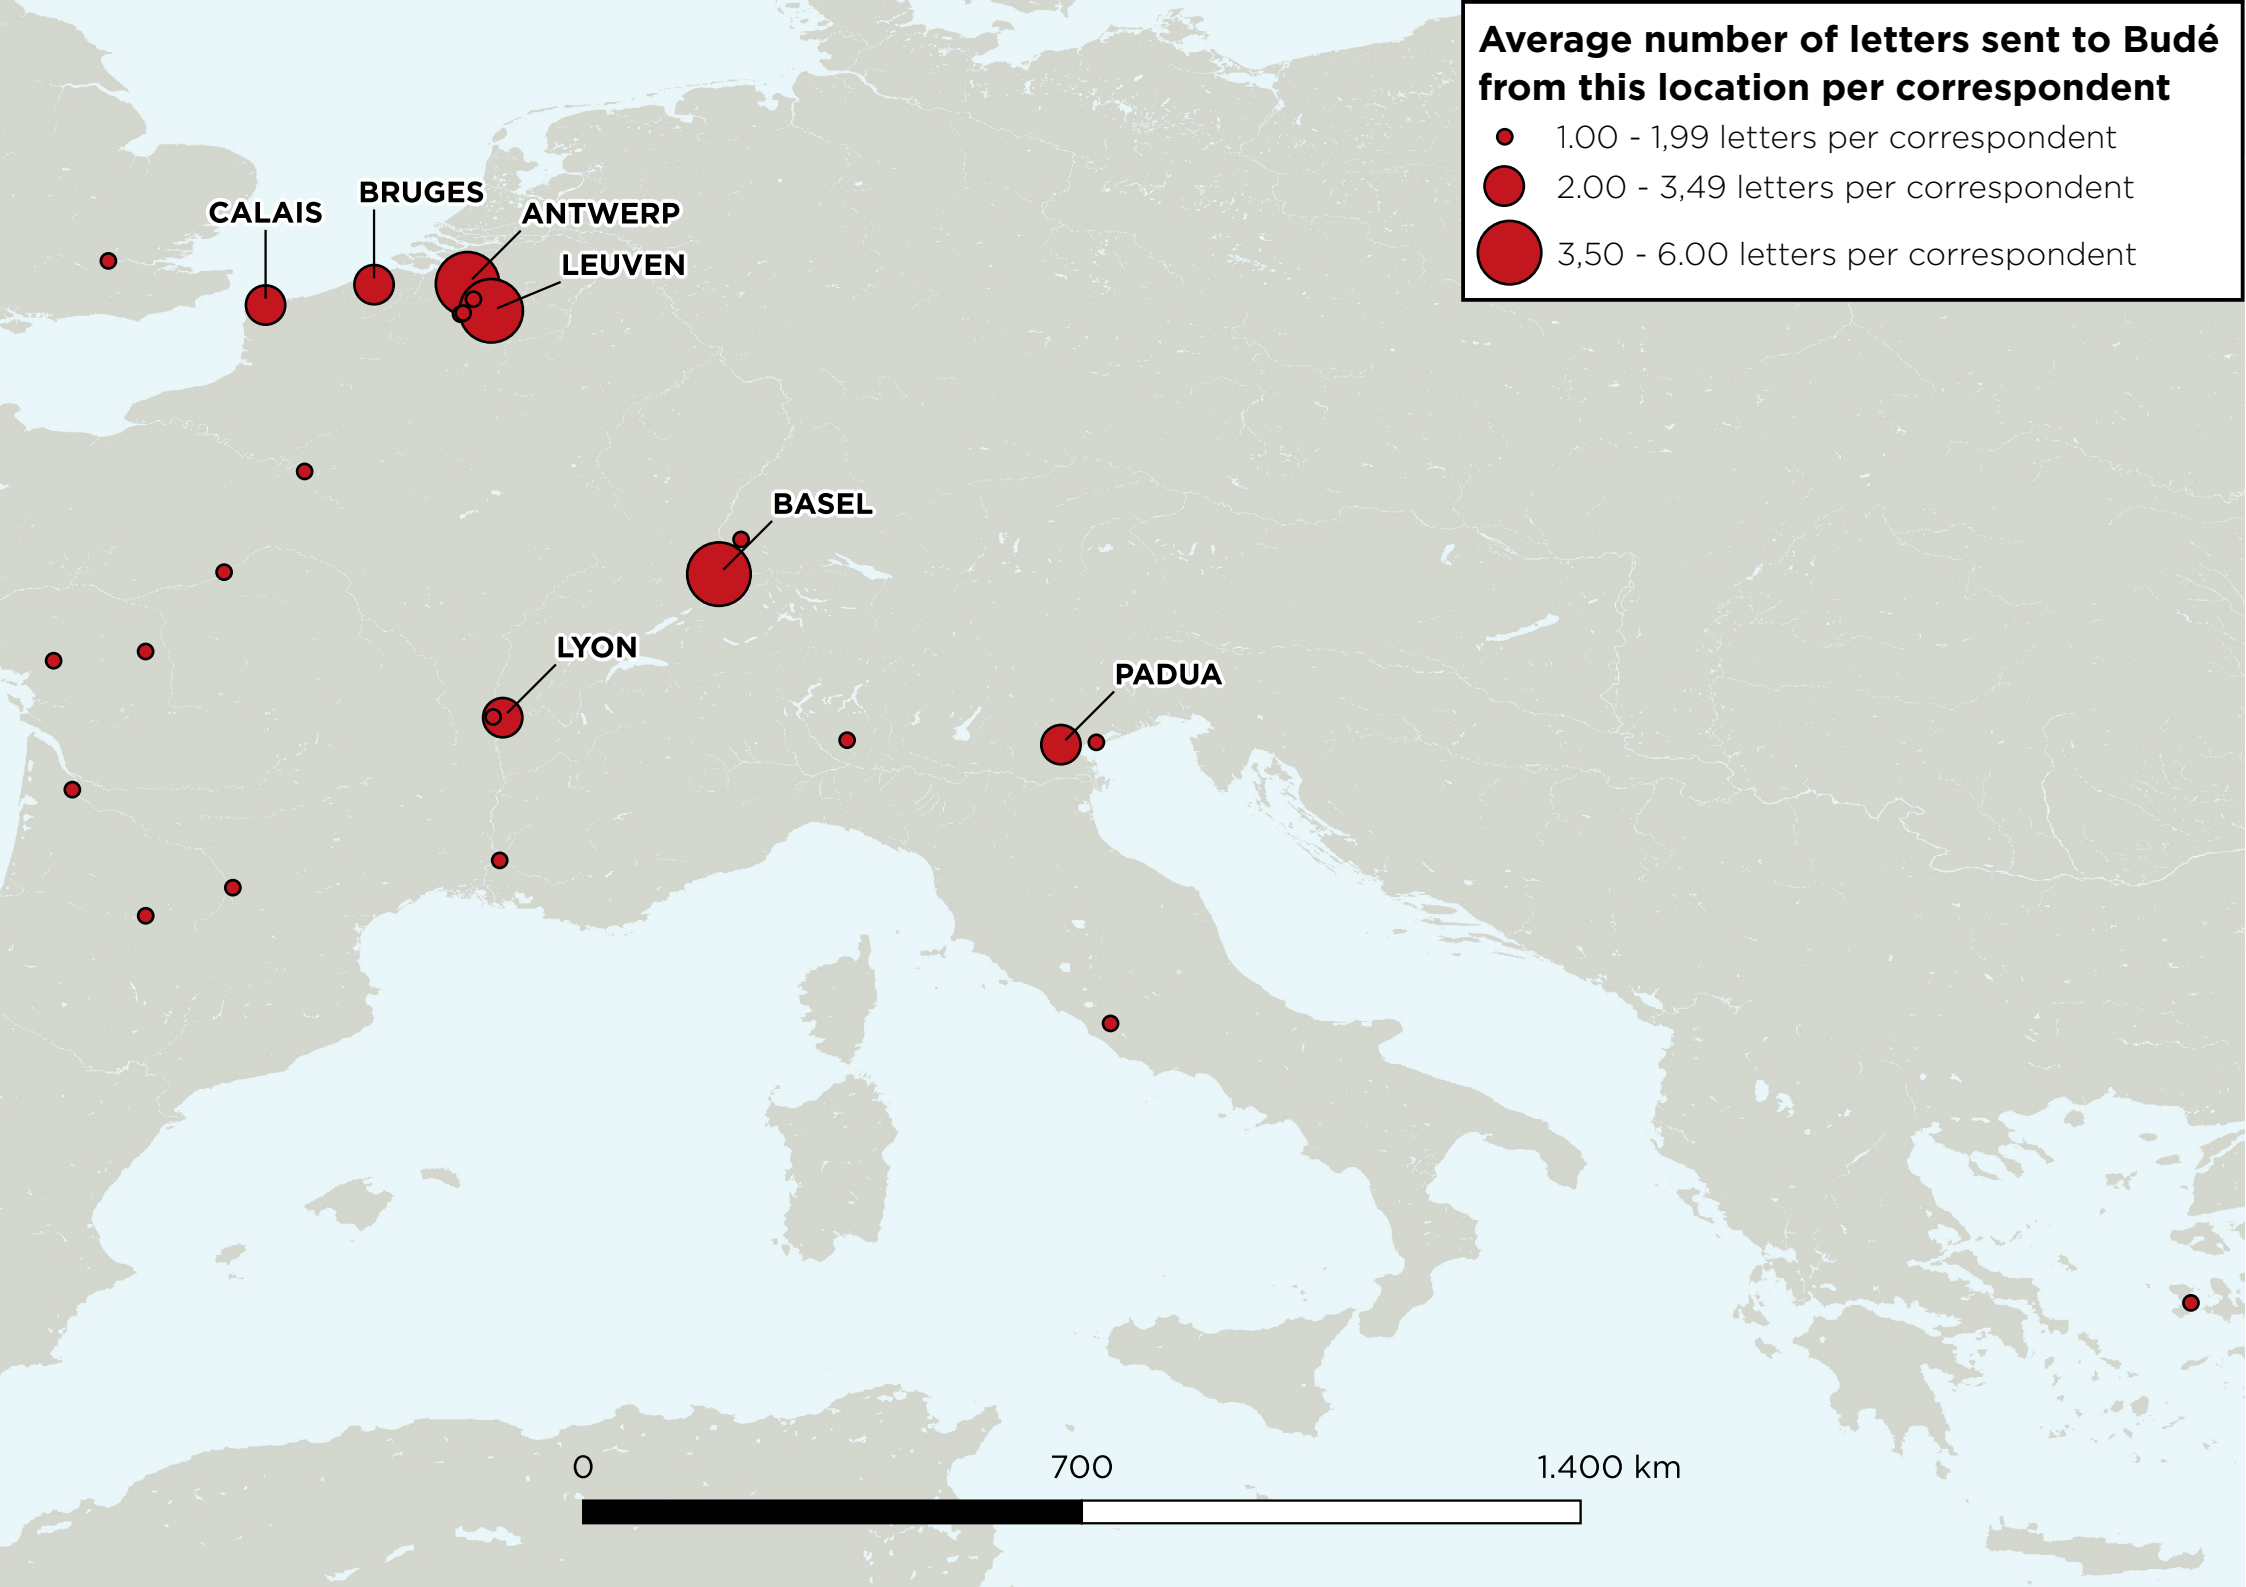 Average number of letters sent to Budé
from this location per correspondent
1.00 - 1,99 letters per correspondent
2.00 - 3,49 letters per correspondent
3,50 - 6.00 letters per correspondent
BRUGES
CALAIS
ANTWERP
LEUVEN
BASEL
LYON
PADUA
0 700 1.400 km